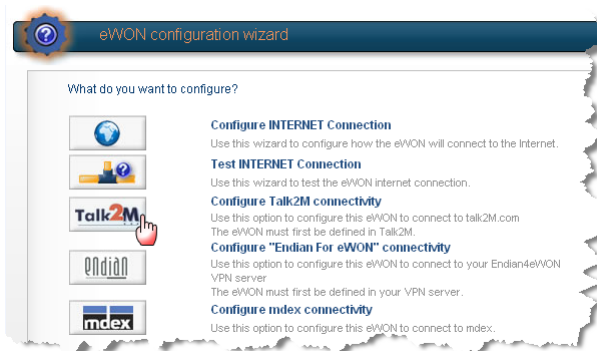 eWON configuration wizard
What do you want to configure?
Configure INTERNET Connection
Use this wizard to configure how the eWON will connect to the Internet.
Test INTERNET Connection
Use this wizard to test the eWON internet connection.
Talk2M
Configure Talk2M connectivity
Use this option to configure this eWON to connect to talk2M.com
The eWON must first be defined in Talk2M.
endian
Configure "Endian For eWON" connectivity
Use this option to configure this eWON to connect to your Endian4eWON
VPN server
The eWON must first be defined in your VPN server.
mdex
Configure mdex connectivity
Use this option to configure this eWON to connect to mdex.